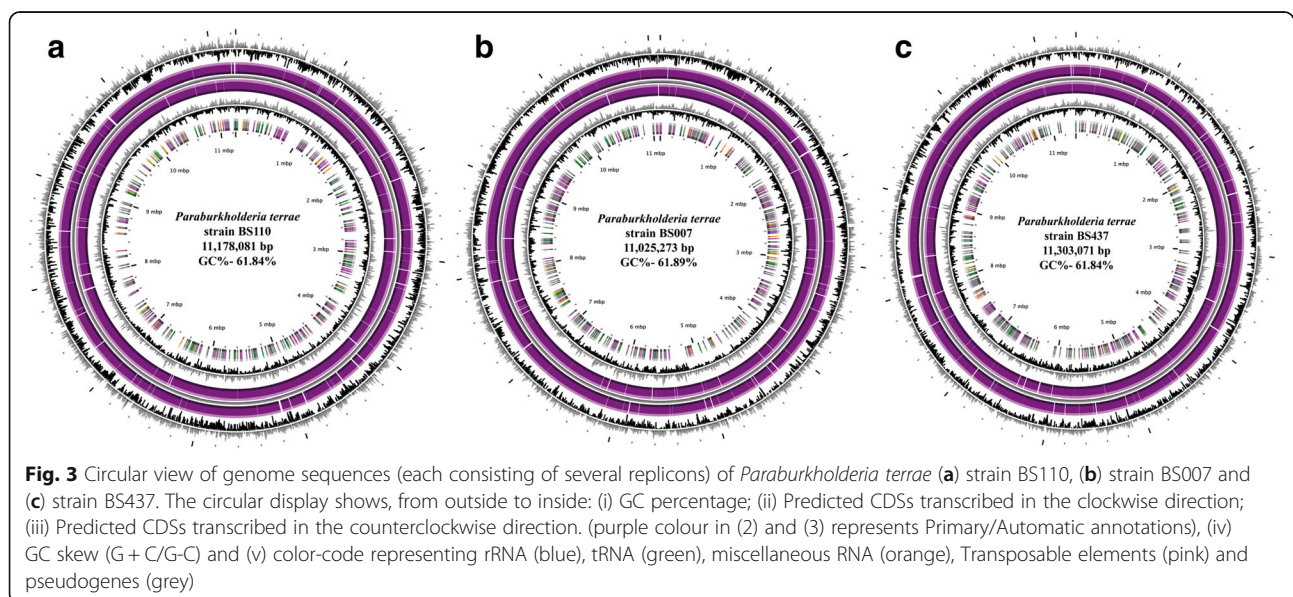 a
11 mbp
1 mbp
2 mbp
3 mbp
4 mbp
5 mbp
6 mbp
7 mbp
8 mbp
9 mbp
10 mbp
Paraburkholderia terrae
strain BS110
11,178,081 bp
GC%- 61.84%
b
11 mbp
1 mbp
2 mbp
3 mbp
4 mbp
5 mbp
6 mbp
7 mbp
8 mbp
9 mbp
10 mbp
Paraburkholderia terrae
strain BS007
11,025,273 bp
GC%- 61.89%
c
11 mbp
1 mbp
2 mbp
3 mbp
4 mbp
5 mbp
6 mbp
7 mbp
8 mbp
9 mbp
10 mbp
Paraburkholderia terrae
strain BS437
11,303,071 bp
GC%- 61.84%
Fig. 3 Circular view of genome sequences (each consisting of several replicons) of Paraburkholderia terrae (a) strain BS110, (b) strain BS007 and
(c) strain BS437. The circular display shows, from outside to inside: (i) GC percentage; (ii) Predicted CDSs transcribed in the clockwise direction;
(iii) Predicted CDSs transcribed in the counterclockwise direction. (purple colour in (2) and (3) represents Primary/Automatic annotations), (iv)
GC skew (G + C/G-C) and (v) color-code representing rRNA (blue), tRNA (green), miscellaneous RNA (orange), Transposable elements (pink) and
pseudogenes (grey)